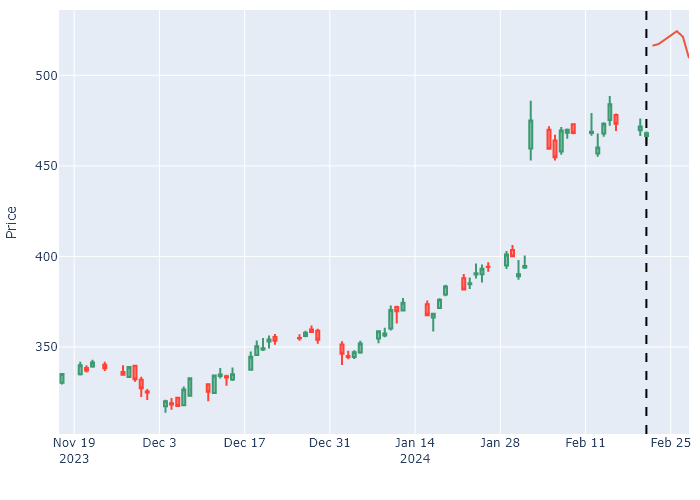 500
450
400
350
Price
Nov 19
2023
Dec 3
Dec 17
Dec 31
Jan 14
2024
Jan 28
Feb 11
Feb 25